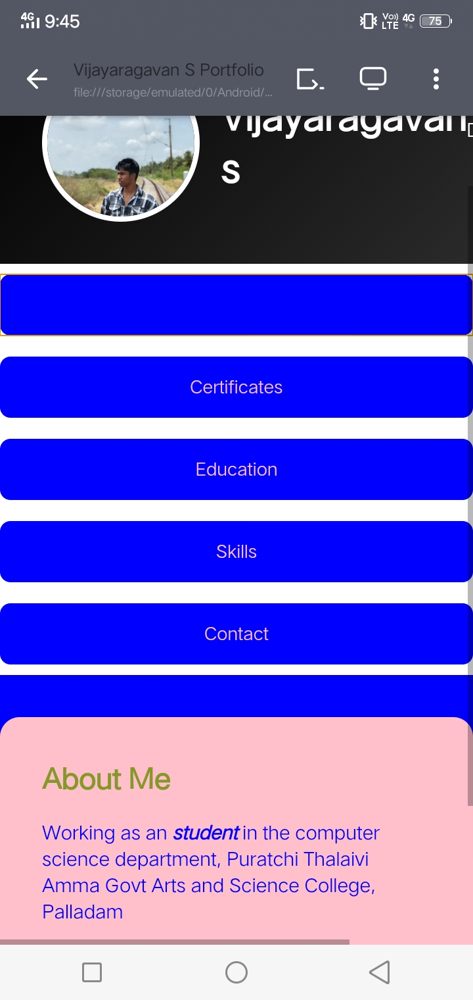 4G 9:45 Vo)) LTE 4G 75
Vijayaragavan S Portfolio
file:///storage/emulated/0/Android/...
Vijayaragavan
S
Certificates
Education
Skills
Contact
About Me
Working as an student in the computer
science department, Puratchi Thalaivi
Amma Govt Arts and Science College,
Palladam